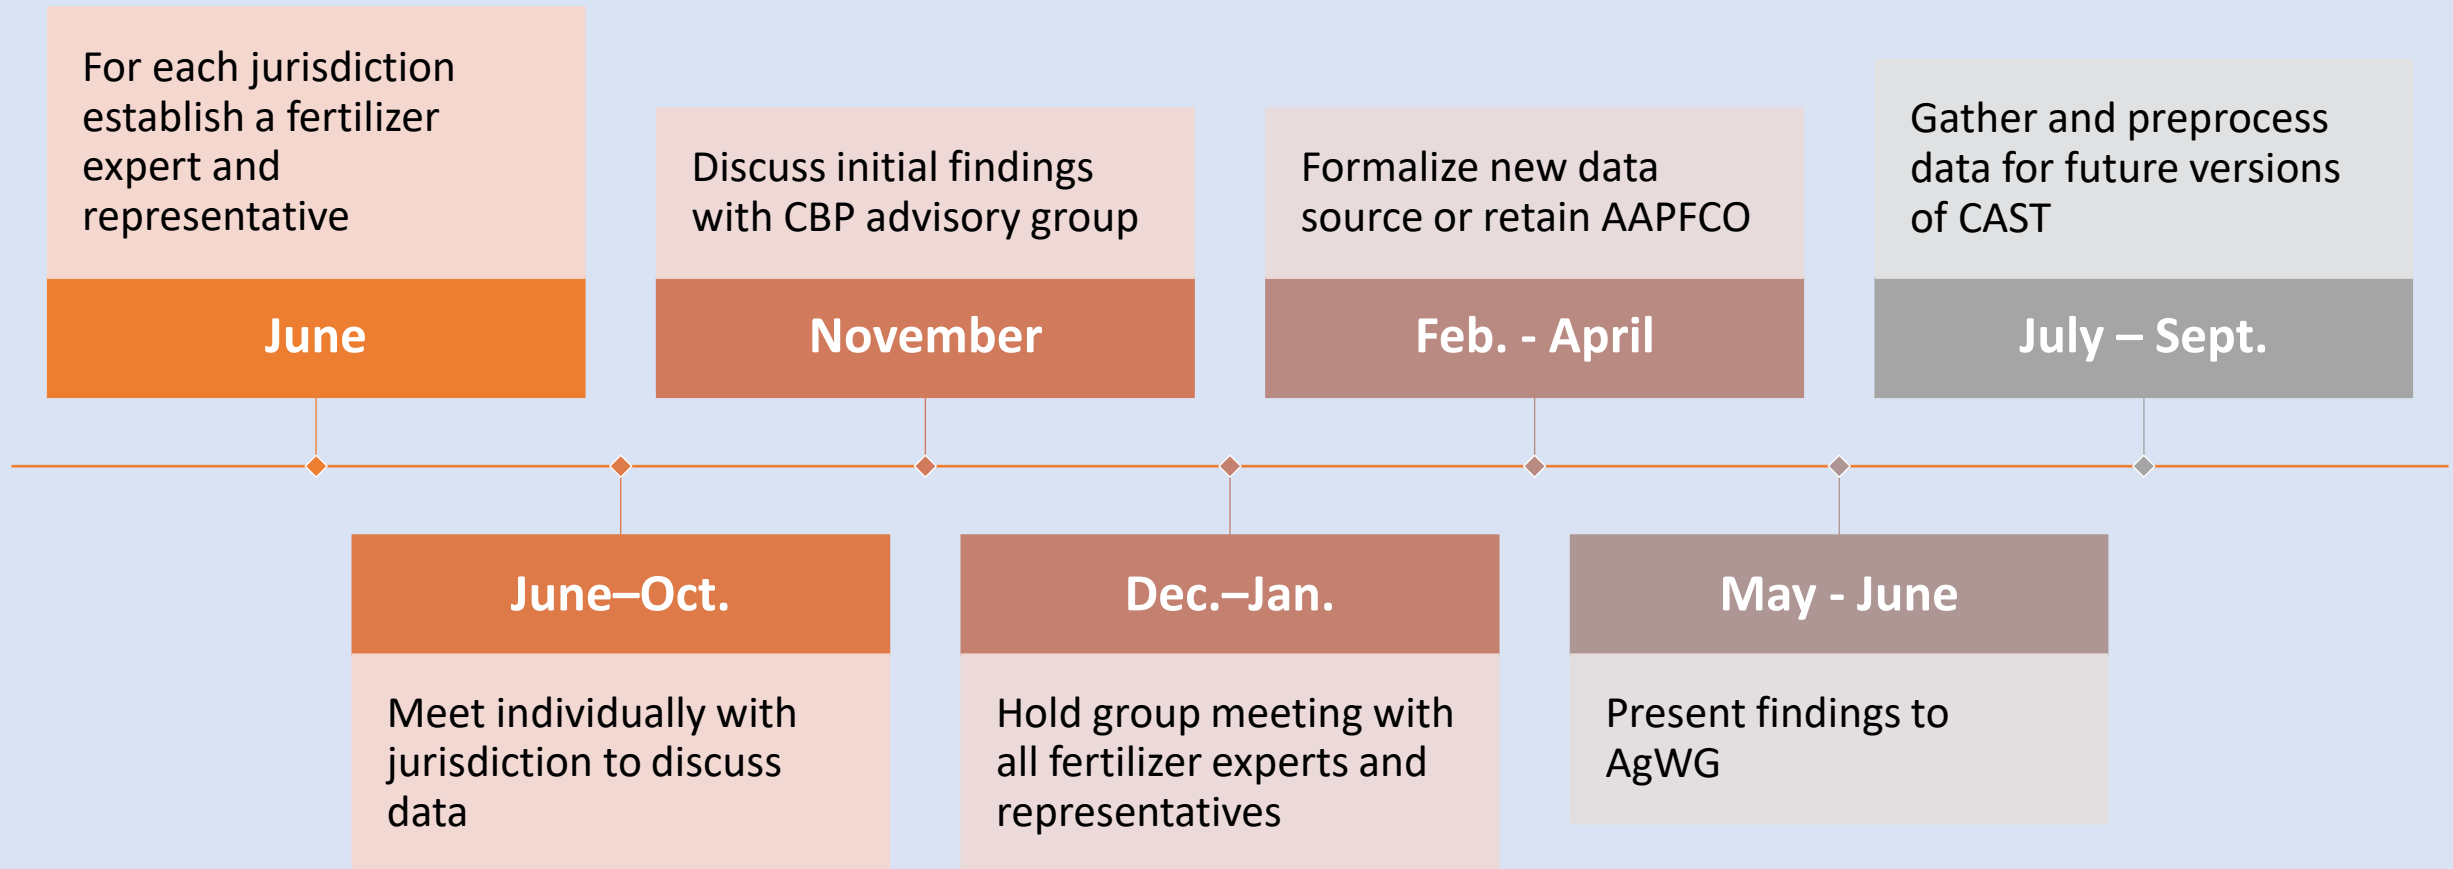 For each jurisdiction
establish a fertilizer
expert and
representative
June
June–Oct.
Meet individually with
jurisdiction to discuss
data
Discuss initial findings
with CBP advisory group
November
Dec.–Jan.
Hold group meeting with
all fertilizer experts and
representatives
Formalize new data
source or retain AAPFCO
Feb. - April
May - June
Present findings to
AgWG
Gather and preprocess
data for future versions
of CAST
July – Sept.